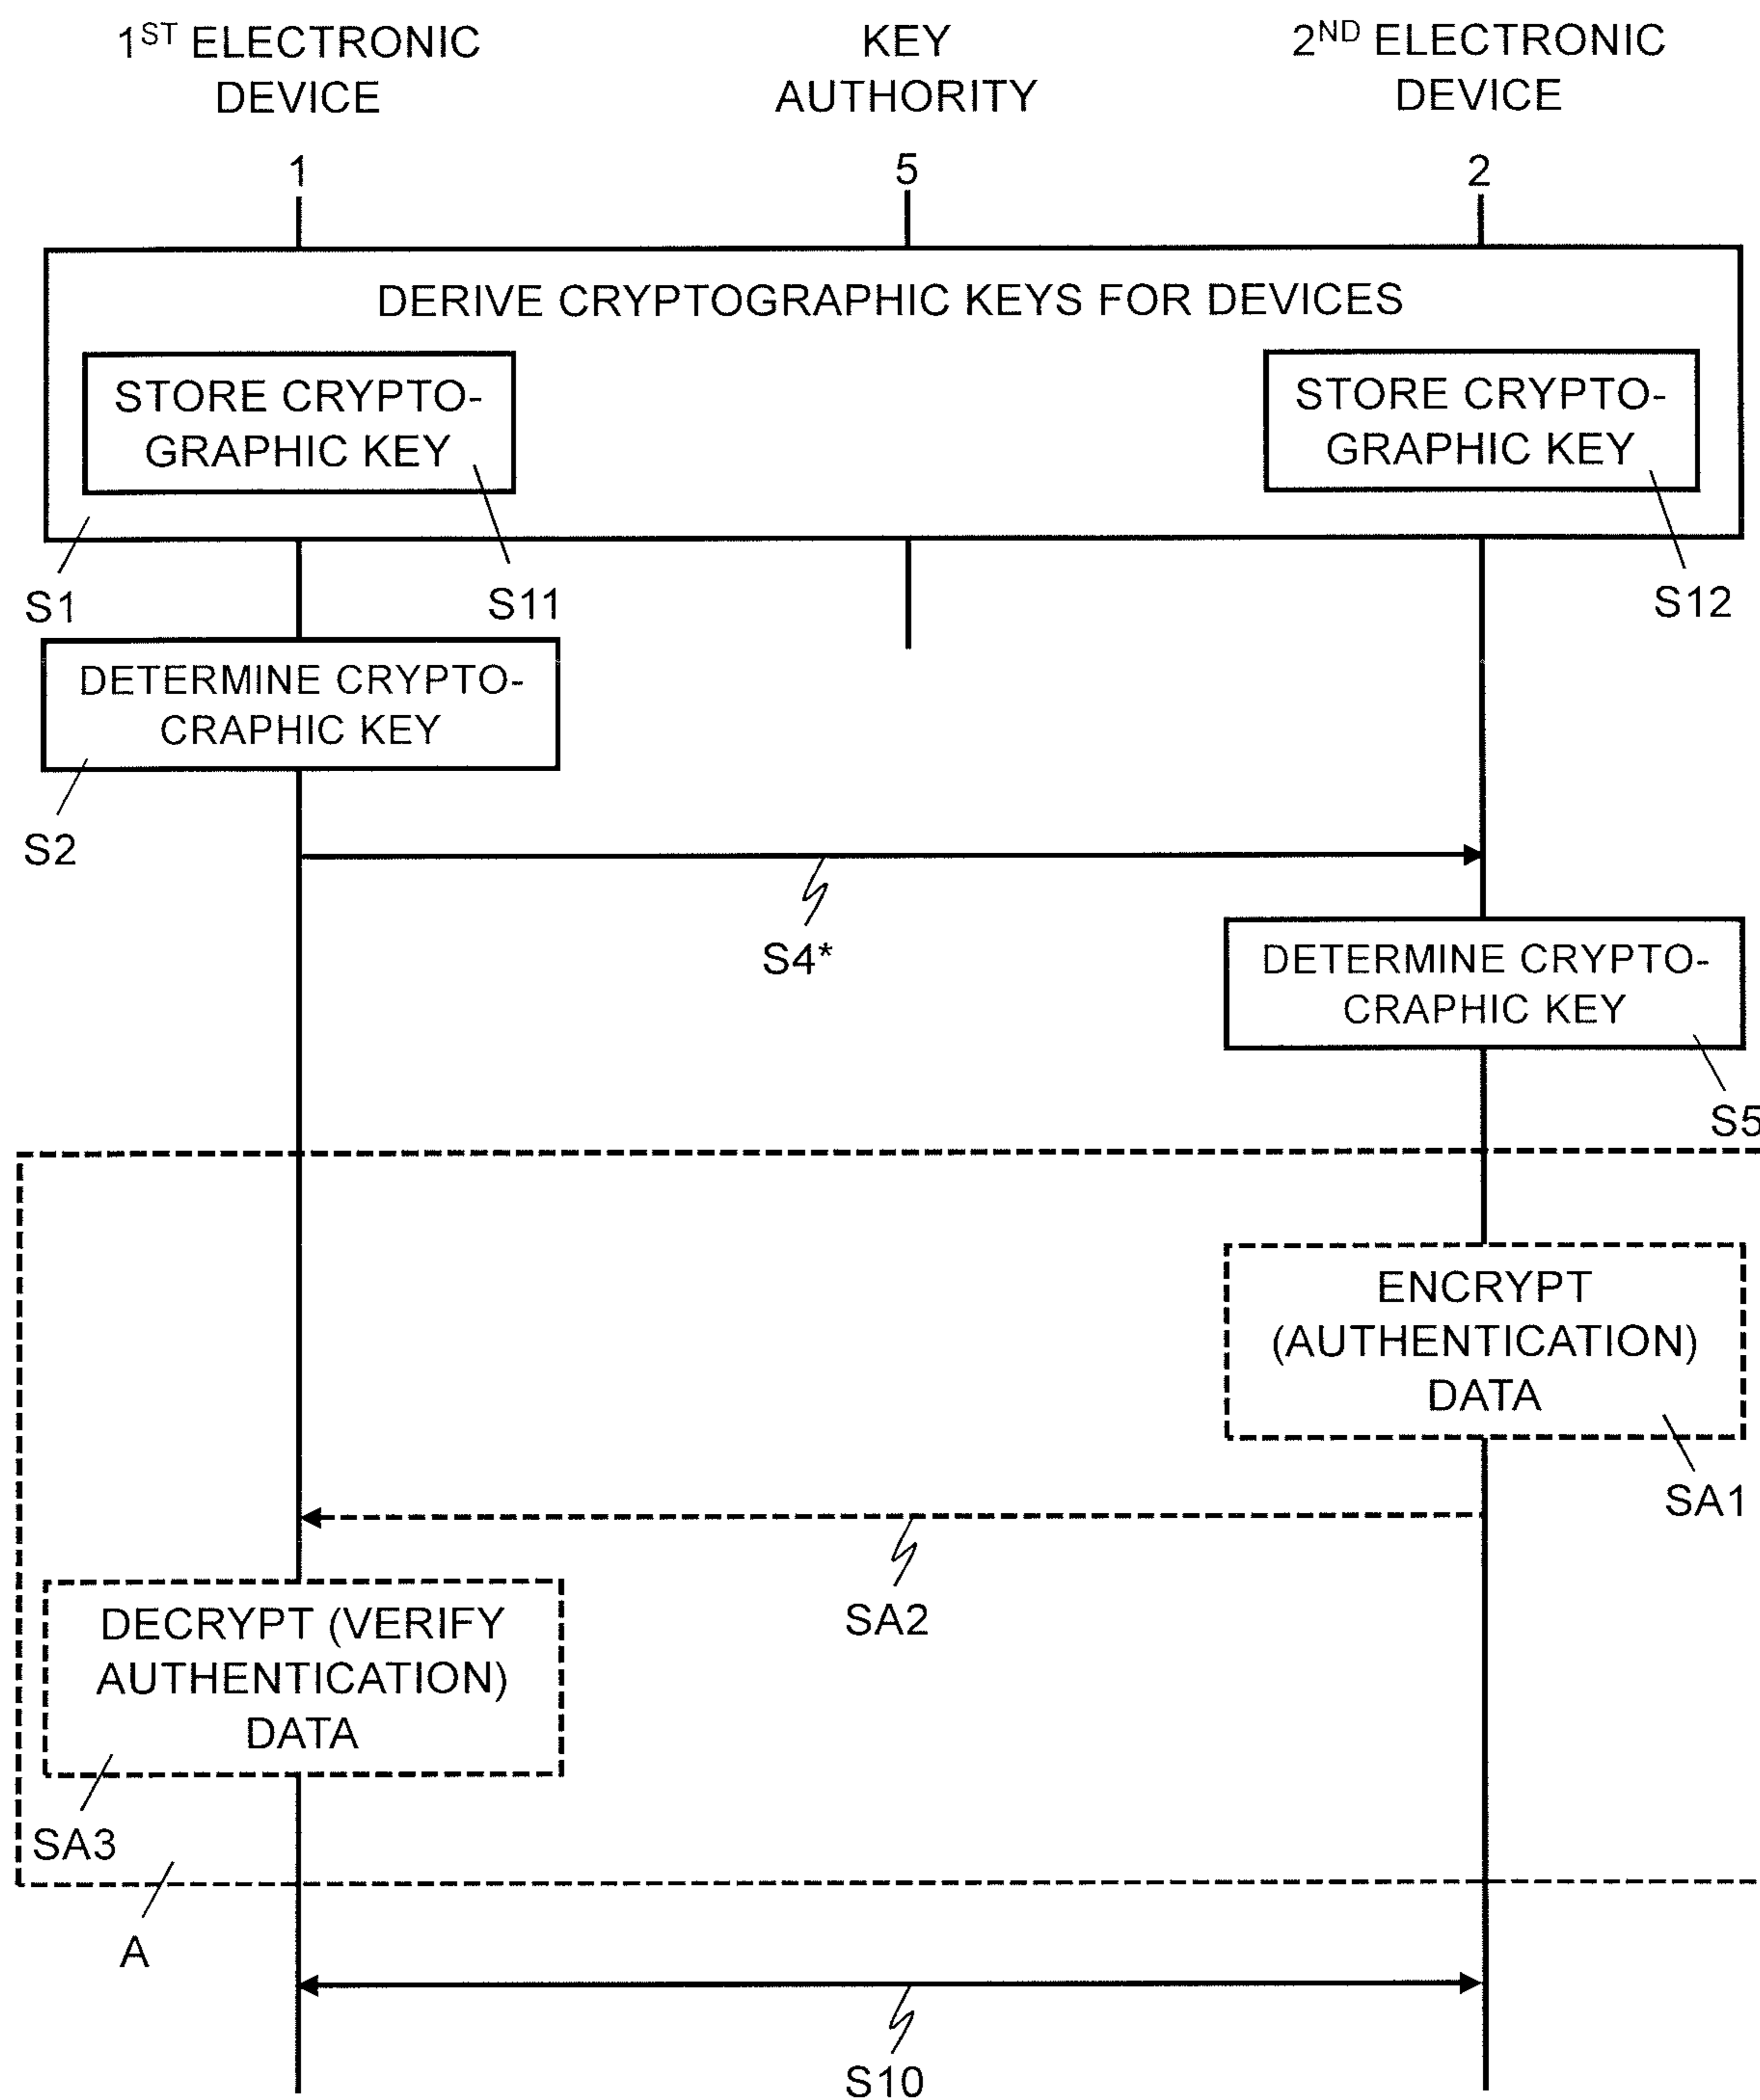 1ST ELECTRONIC
DEVICE
KEY
AUTHORITY
2ND ELECTRONIC
DEVICE
1
5
2
DERIVE CRYPTOGRAPHIC KEYS FOR DEVICES
STORE CRYPTO-
GRAPHIC KEY
STORE CRYPTO-
GRAPHIC KEY
S1
S11
S12
DETERMINE CRYPTO-
CRAPHIC KEY
S2
S4*
DETERMINE CRYPTO-
CRAPHIC KEY
S5
ENCRYPT
(AUTHENTICATION)
DATA
SA1
SA2
DECRYPT (VERIFY
AUTHENTICATION)
DATA
SA3
A
S10